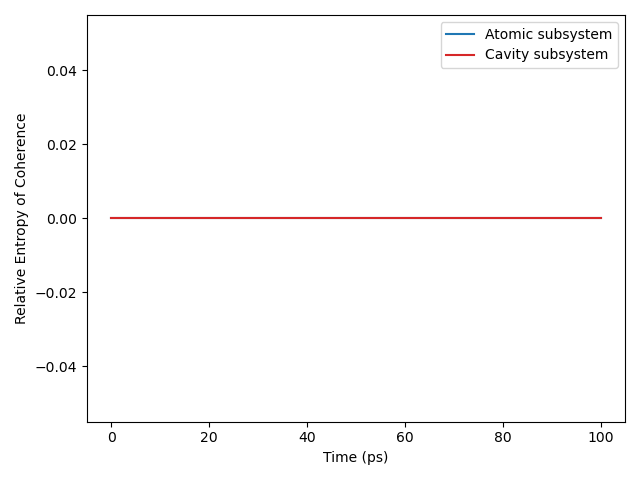 Atomic subsystem
Cavity subsystem
0.04
0.02
0.00
−0.02
−0.04
Relative Entropy of Coherence
0 20 40 60 80 100
Time (ps)